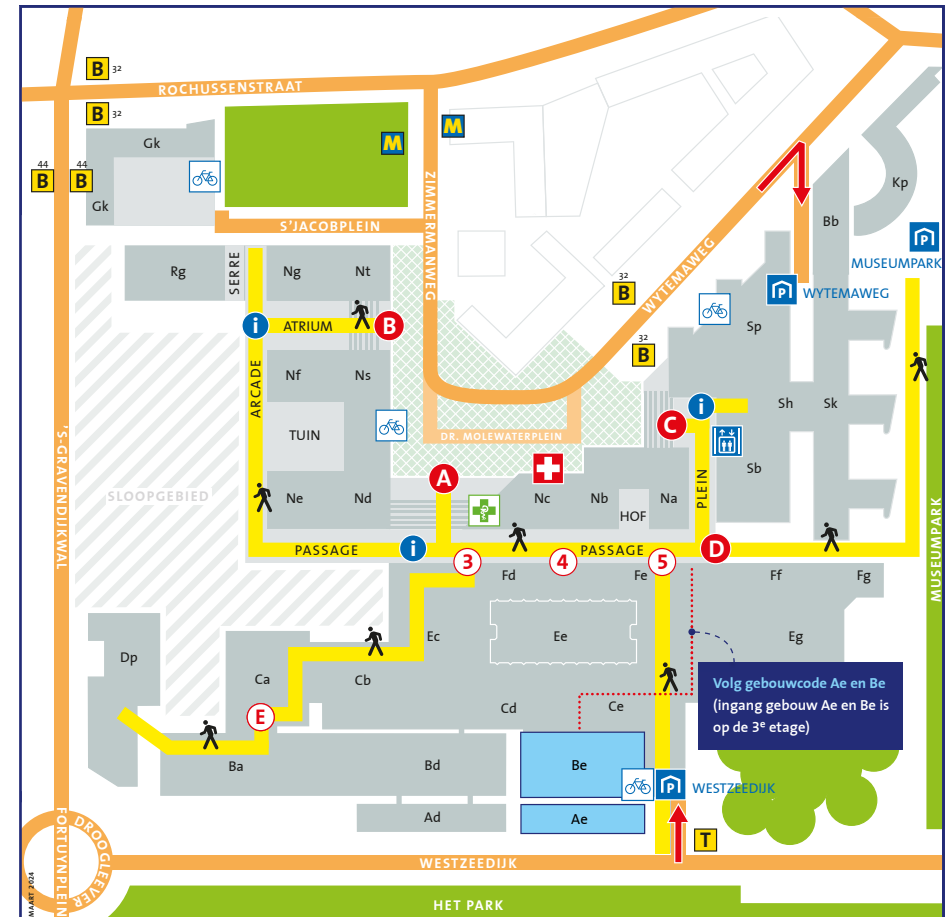 B 32
ROCHUSSENSTRAAT
B 32
M
M
Gk
44
B
44
B
Gk
Kp
Bb
P
MUSEUMPARK
S'JACOBPLEIN
ZIMMERMANWEG
WYTEMAWEG
Rg
SERRE
Ng
Nt
32
B
P
WYTEMAWEG
i
ATRIUM
B
Sp
32
B
ARCADE
Nf
Ns
TUIN
DR. MOLEWATERPLEIN
C
i
Sh
Sk
'S-GRAVENDIJKWAL
SLOOPGEBIED
A
Ne
Nd
Nc
Nb
HOF
Na
PLEIN
Sb
MUSEUMPARK
PASSAGE
i
PASSAGE
D
3
4
5
Fd
Fe
Ff
Fg
Ec
Ee
Eg
Dp
Ca
Cb
Cd
Ce
Volg gebouwcode Ae en Be
(ingang gebouw Ae en Be is
op de 3e etage)
E
Ba
Bd
Be
P
WESTZEEDIJK
Ad
Ae
T
DROOGLEEVER
FORTUYNPLEIN
WESTZEEDIJK
MAART 2024
HET PARK